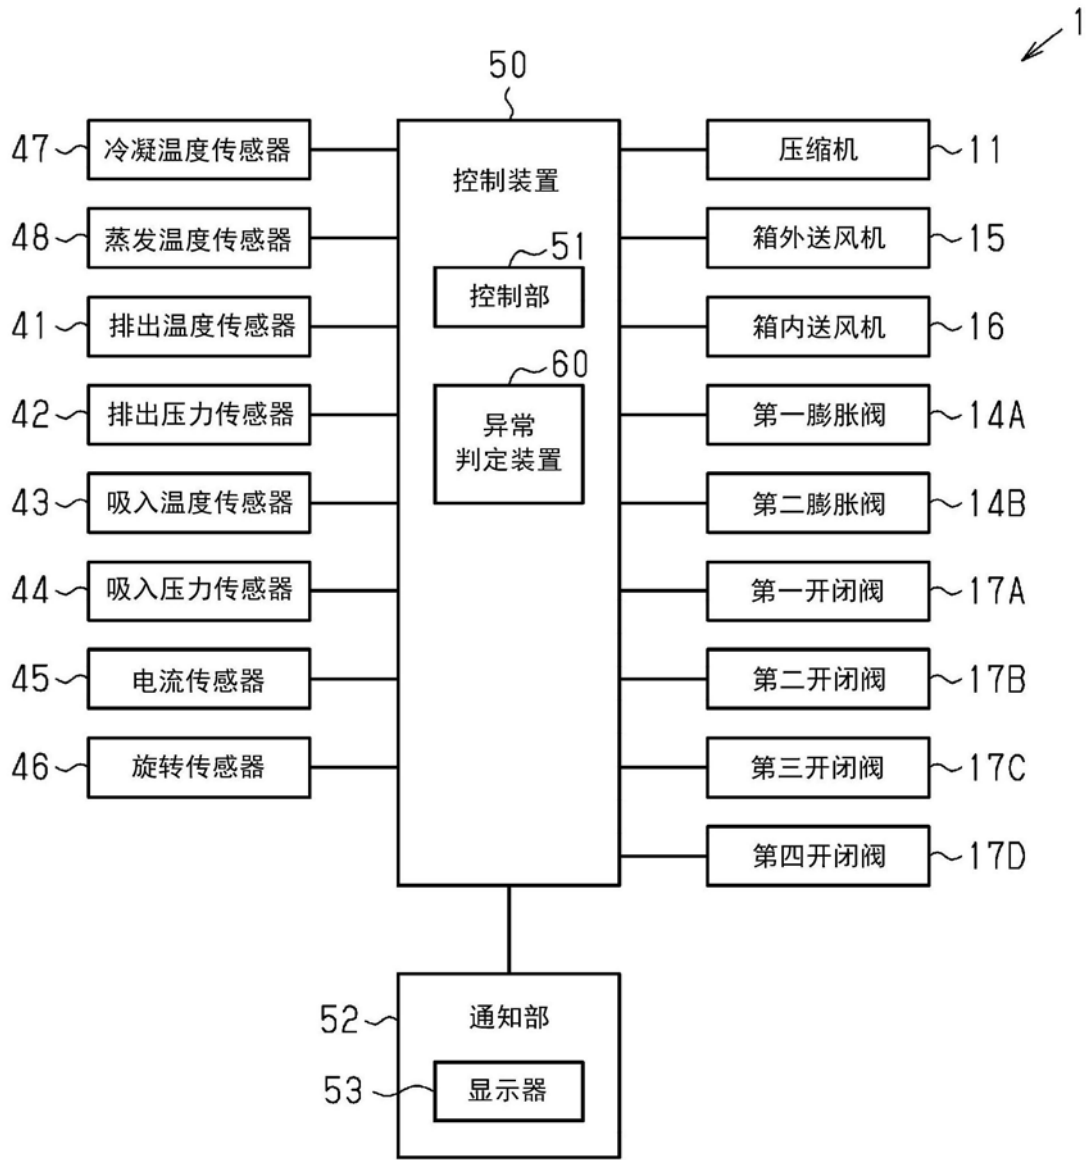 1
50
47 冷凝温度传感器
48 蒸发温度传感器
41 排出温度传感器
42 排出压力传感器
43 吸入温度传感器
44 吸入压力传感器
45 电流传感器
46 旋转传感器
控制装置
51
控制部
60
异常
判定装置
压缩机 11
箱外送风机 15
箱内送风机 16
第一膨胀阀 14A
第二膨胀阀 14B
第一开闭阀 17A
第二开闭阀 17B
第三开闭阀 17C
第四开闭阀 17D
52 通知部
53 显示器